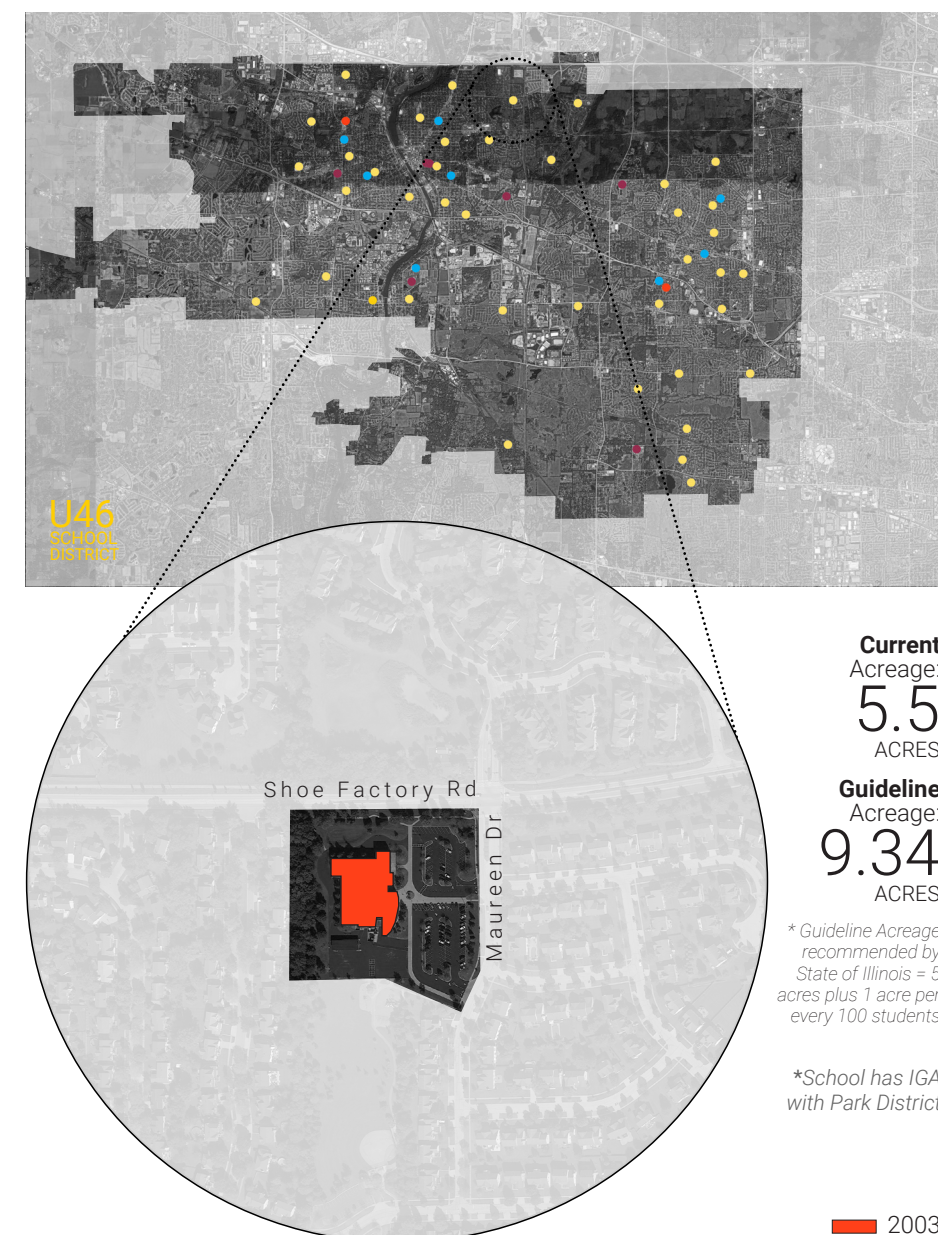 U46
SCHOOL
DISTRICT
Current
Acreage:
5.5
ACRES
Guideline
Acreage:
9.34
ACRES
* Guideline Acreage
recommended by
State of Illinois = 5
acres plus 1 acre per
every 100 students
*School has IGA
with Park District
Shoe Factory Rd
Maureen Dr
2003